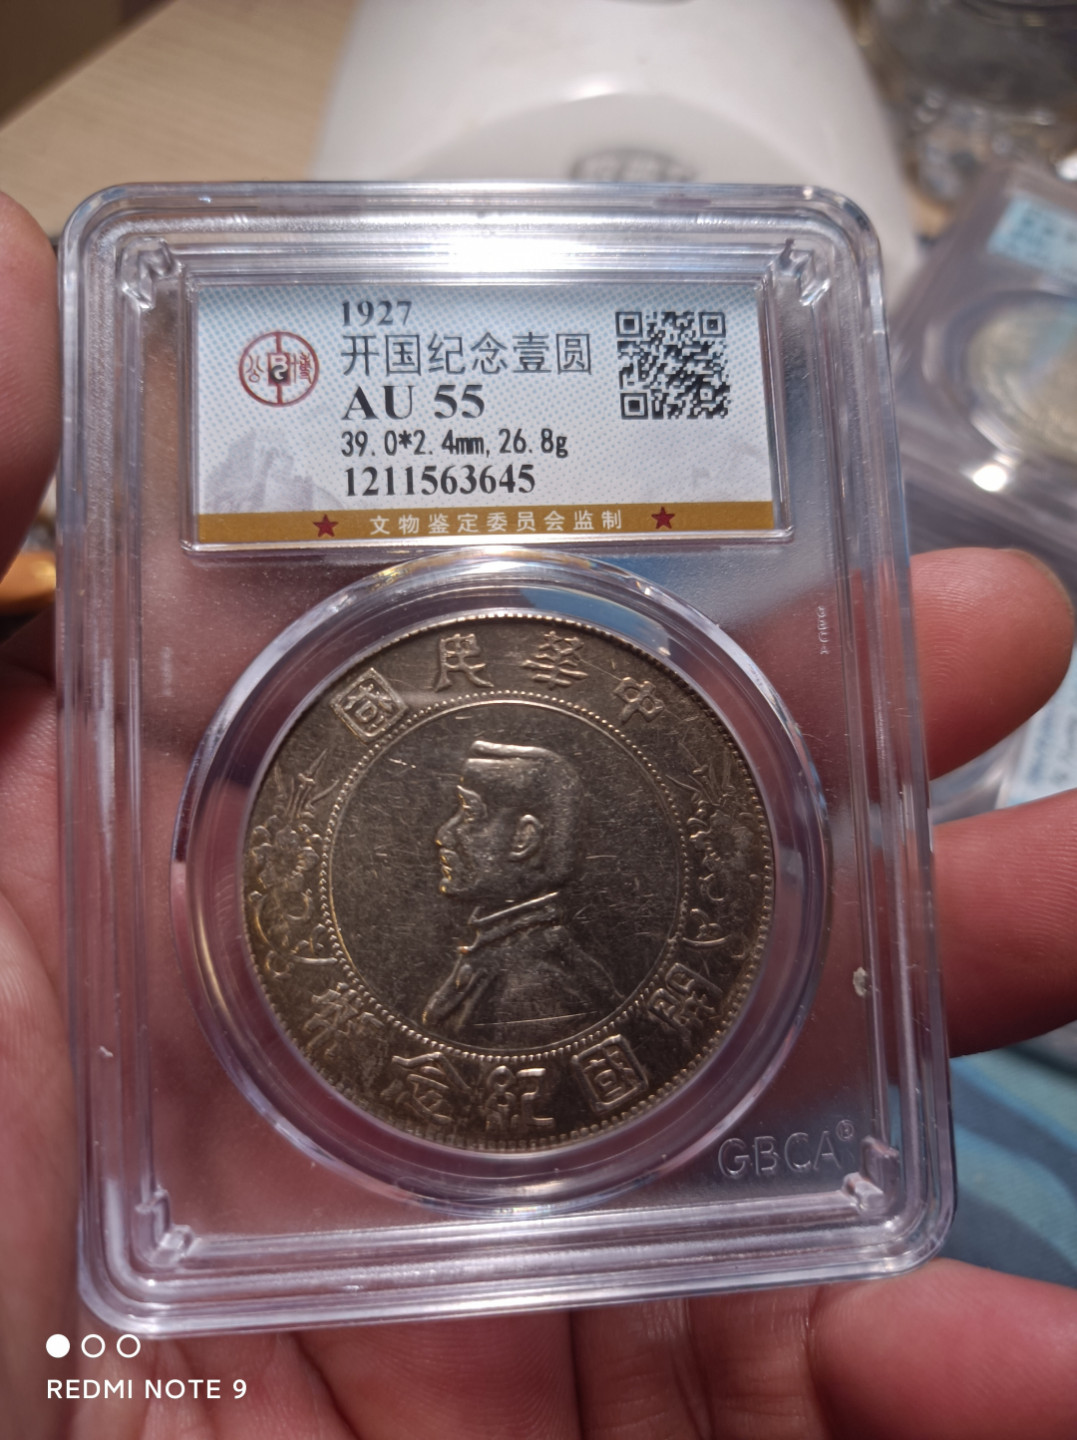 1927
开国纪念壹圆
AU 55
39.0*2.4mm, 26.8g
1211563645
公博
★ 文物鉴定委员会监制 ★
國民華中
幣念紀國開
GBCA®
REDMI NOTE 9